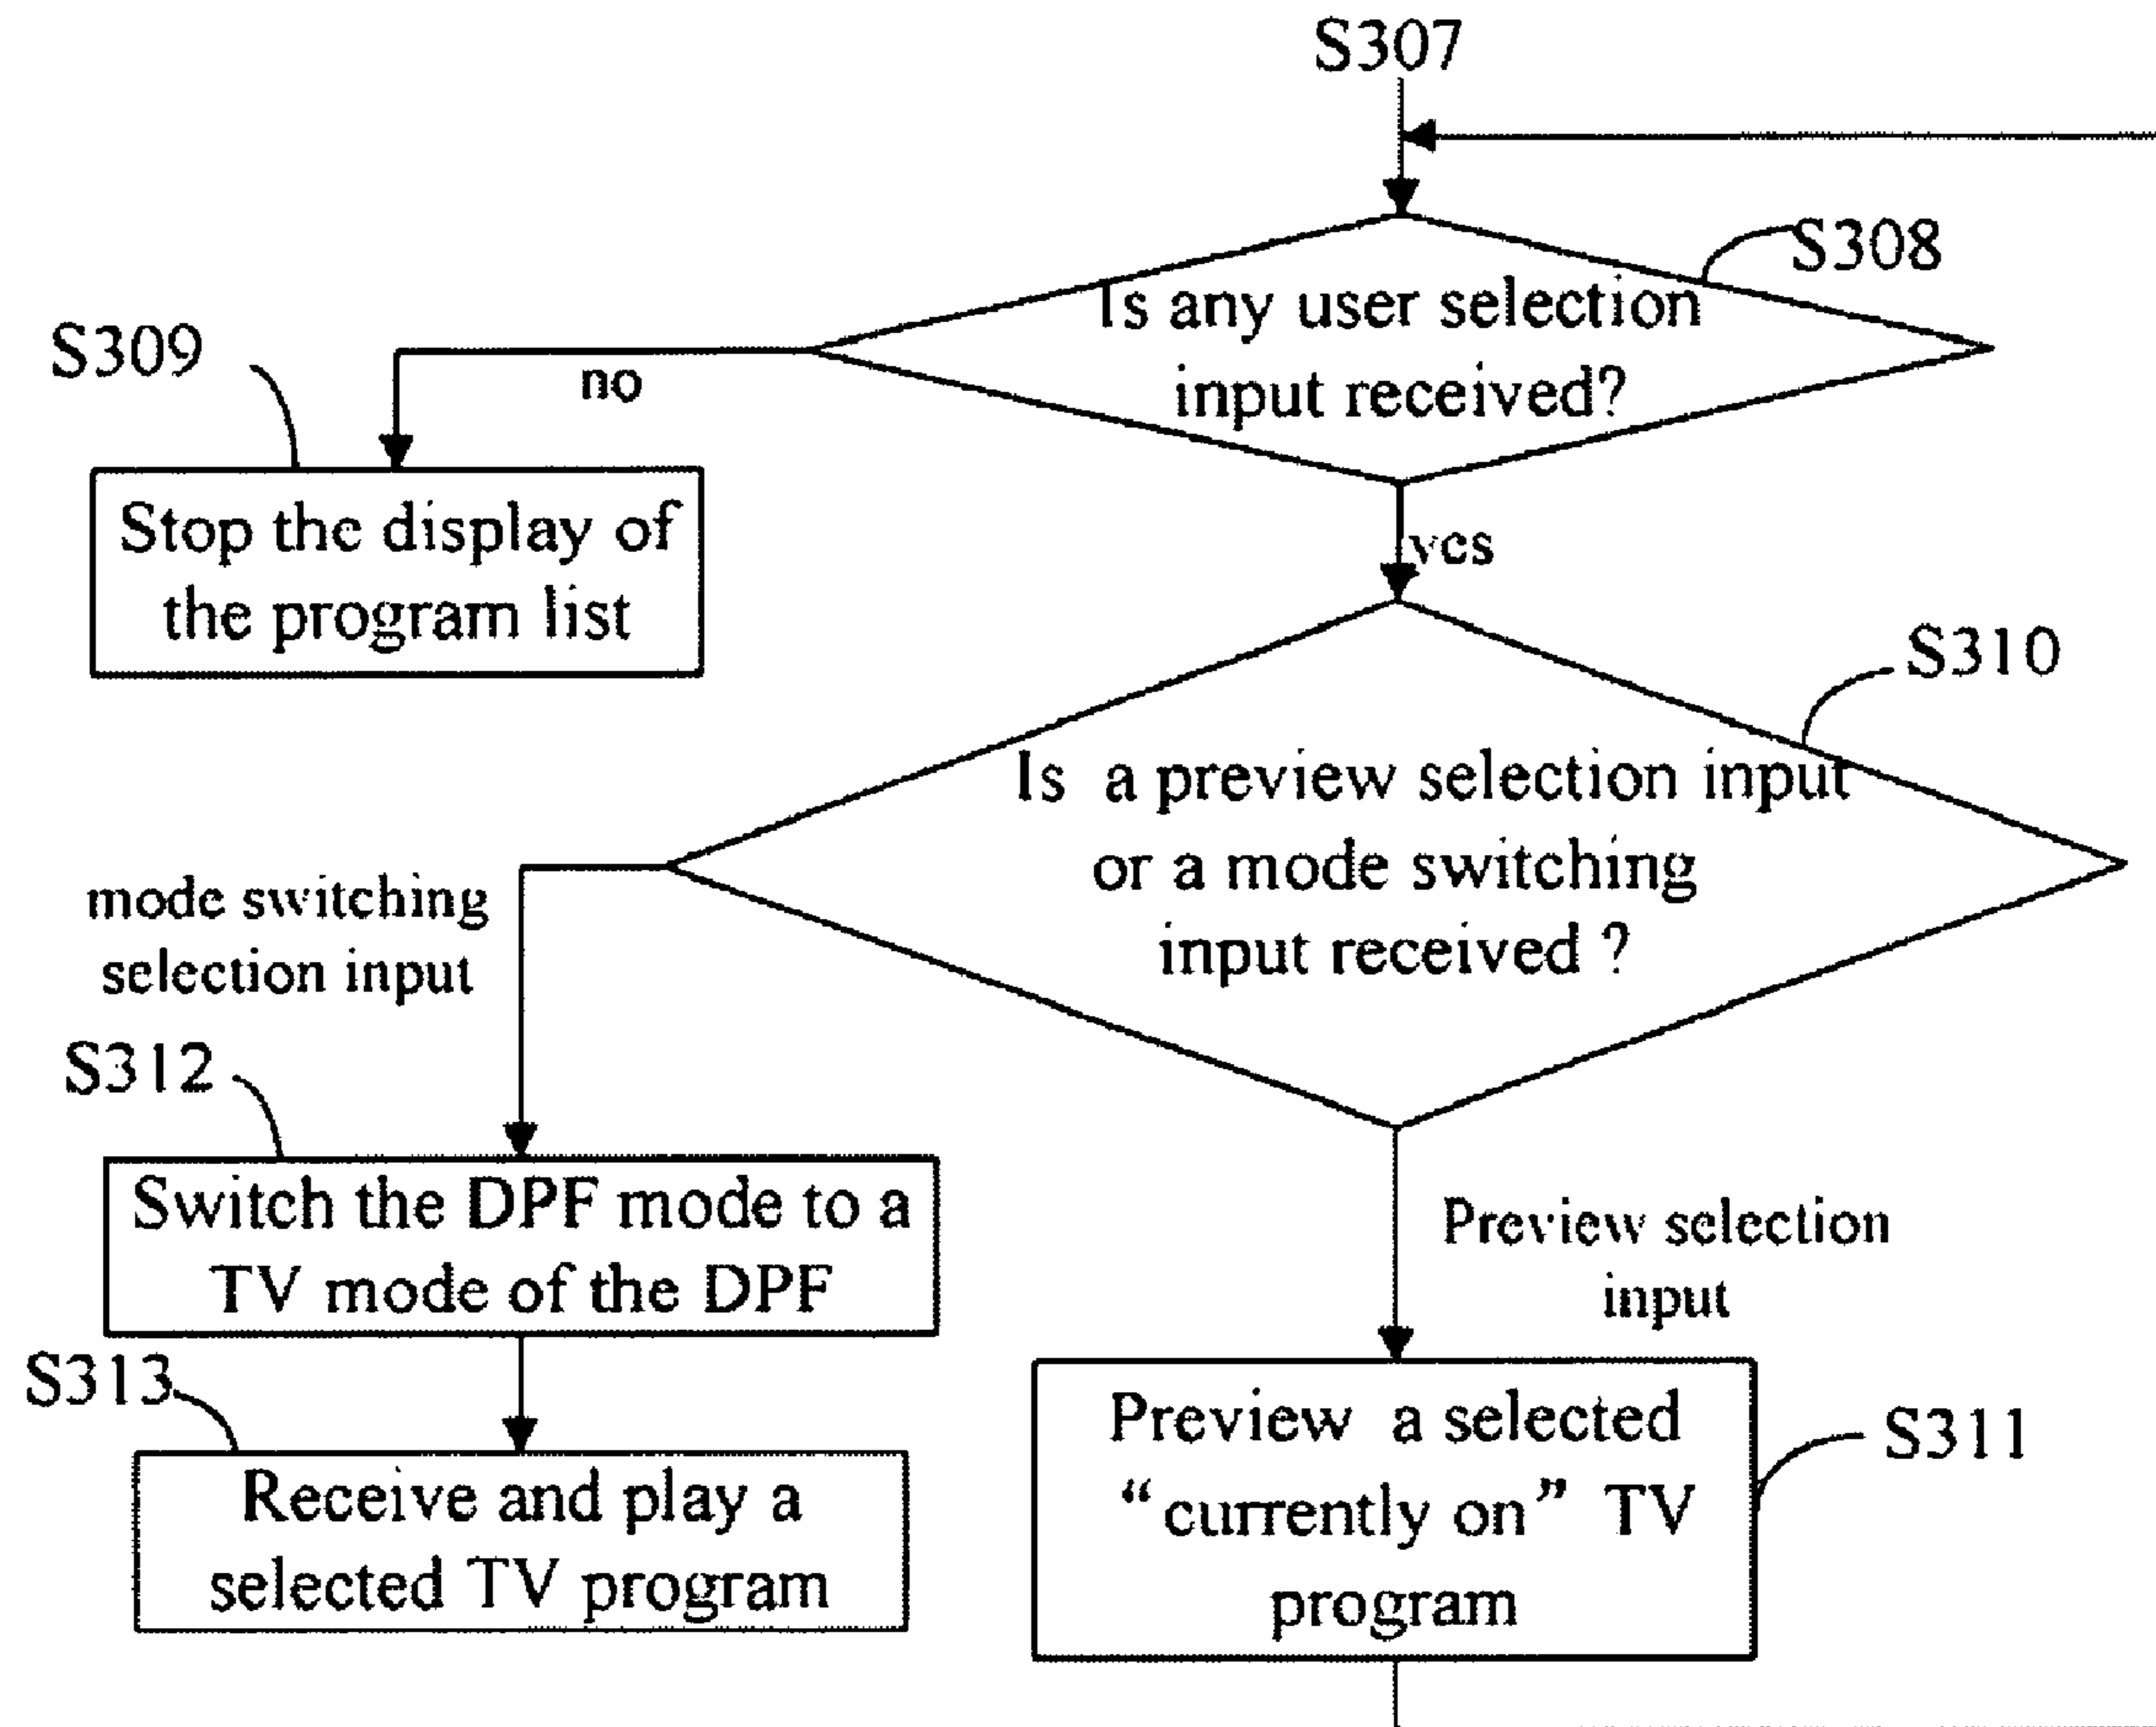 S307
S308
Is any user selection
input received?
S309
no
Stop the display of
the program list
yes
S310
Is a preview selection input
or a mode switching
input received ?
mode switching
selection input
S312
Switch the DPF mode to a
TV mode of the DPF
Preview selection
input
S313
Receive and play a
selected TV program
Preview a selected
“currently on” TV
program
S311